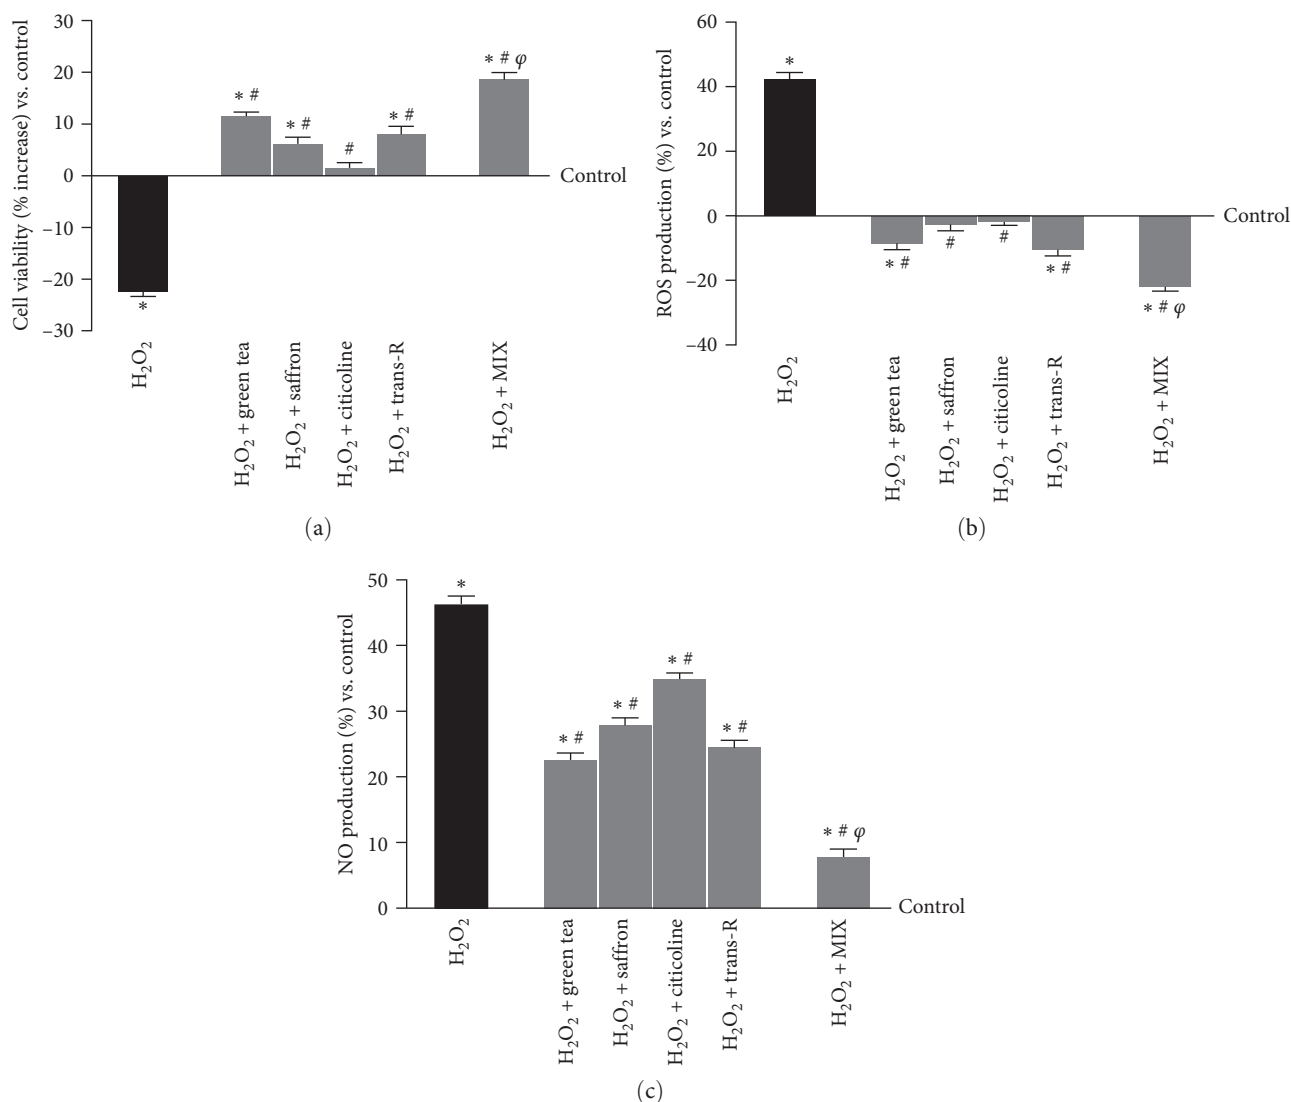 Cell viability (% increase) vs. control
30
20
10
0
−10
−20
−30
*
* #
* #
#
* #
* # φ
Control
H₂O₂
H₂O₂ + green tea
H₂O₂ + saffron
H₂O₂ + citicoline
H₂O₂ + trans-R
H₂O₂ + MIX
(a)
ROS production (%) vs. control
60
40
20
0
−20
−40
*
* #
#
#
* #
* # φ
Control
H₂O₂
H₂O₂ + green tea
H₂O₂ + saffron
H₂O₂ + citicoline
H₂O₂ + trans-R
H₂O₂ + MIX
(b)
NO production (%) vs. control
50
40
30
20
10
0
*
* #
* #
* #
* #
* # φ
Control
H₂O₂
H₂O₂ + green tea
H₂O₂ + saffron
H₂O₂ + citicoline
H₂O₂ + trans-R
H₂O₂ + MIX
(c)